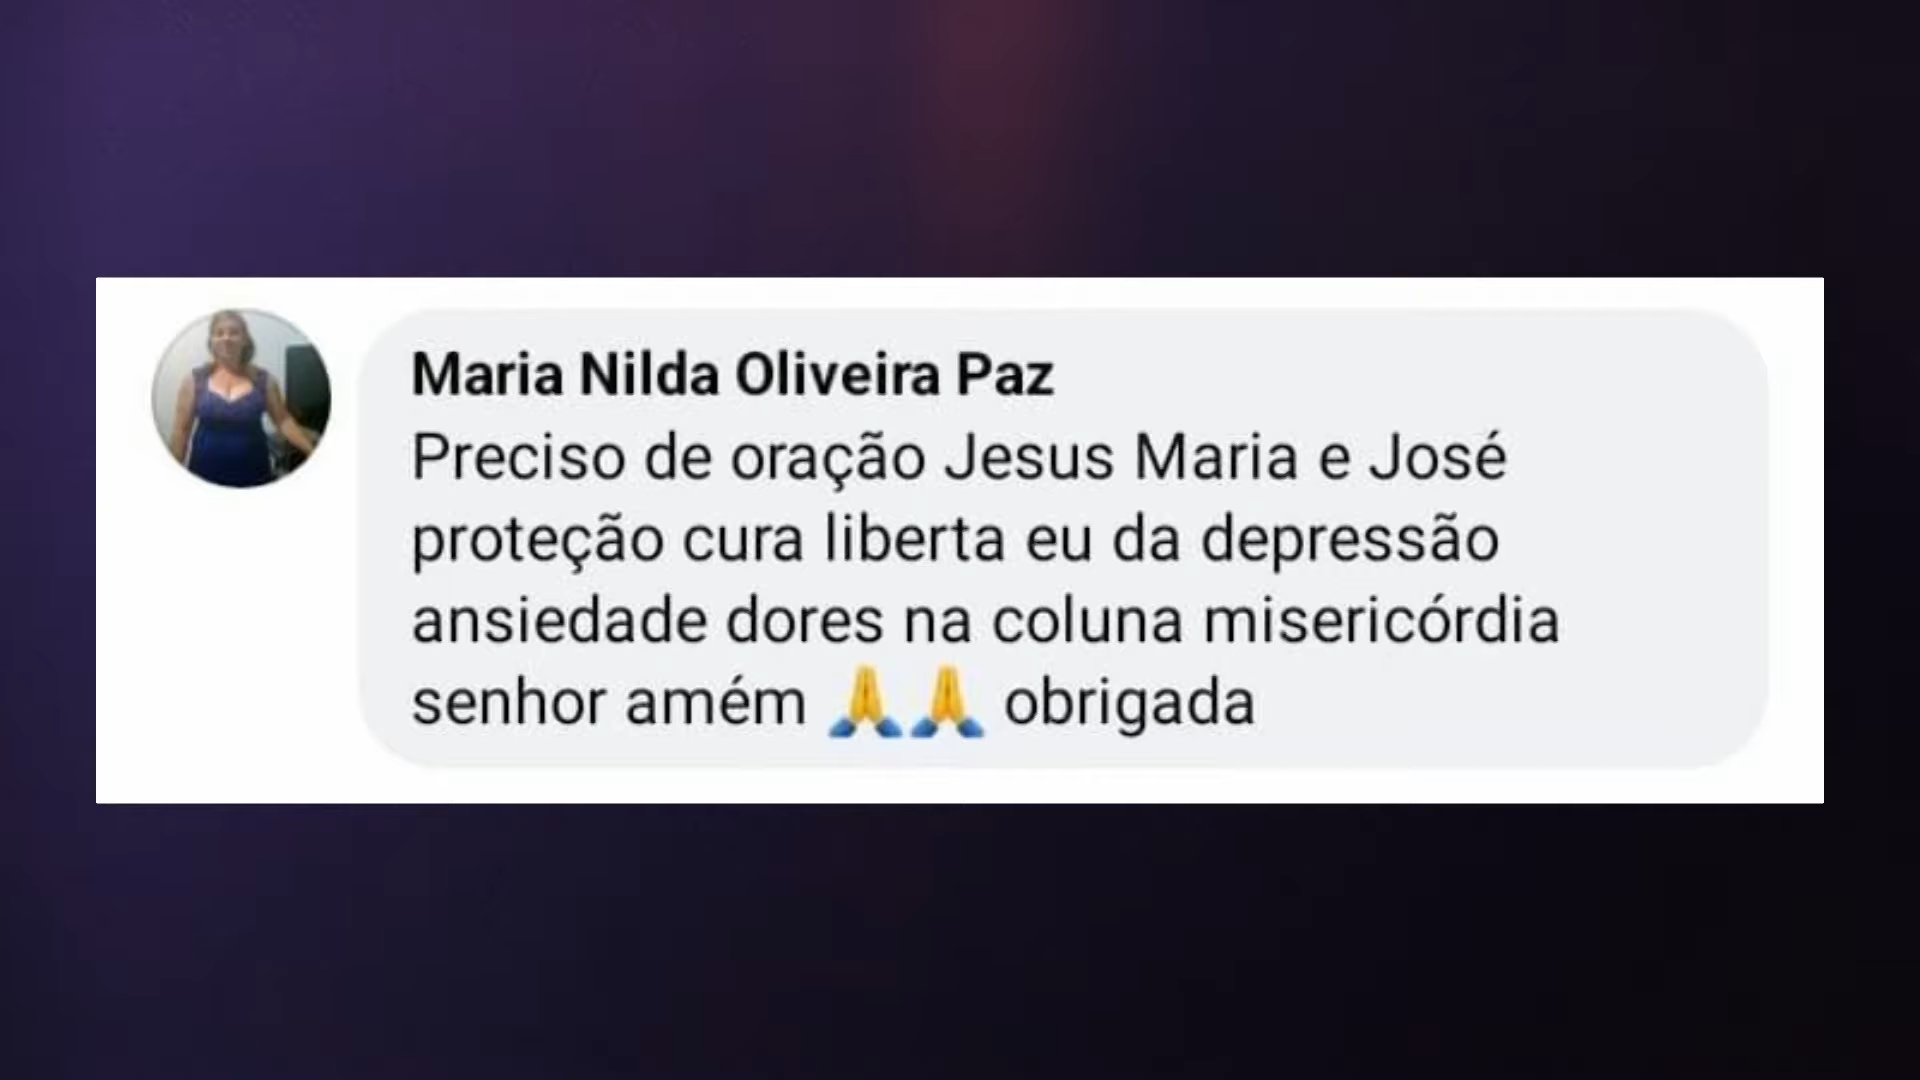 Maria Nilda Oliveira Paz
Preciso de oração Jesus Maria e José
proteção cura liberta eu da depressão
ansiedade dores na coluna misericórdia
senhor amém 🙏🙏 obrigada